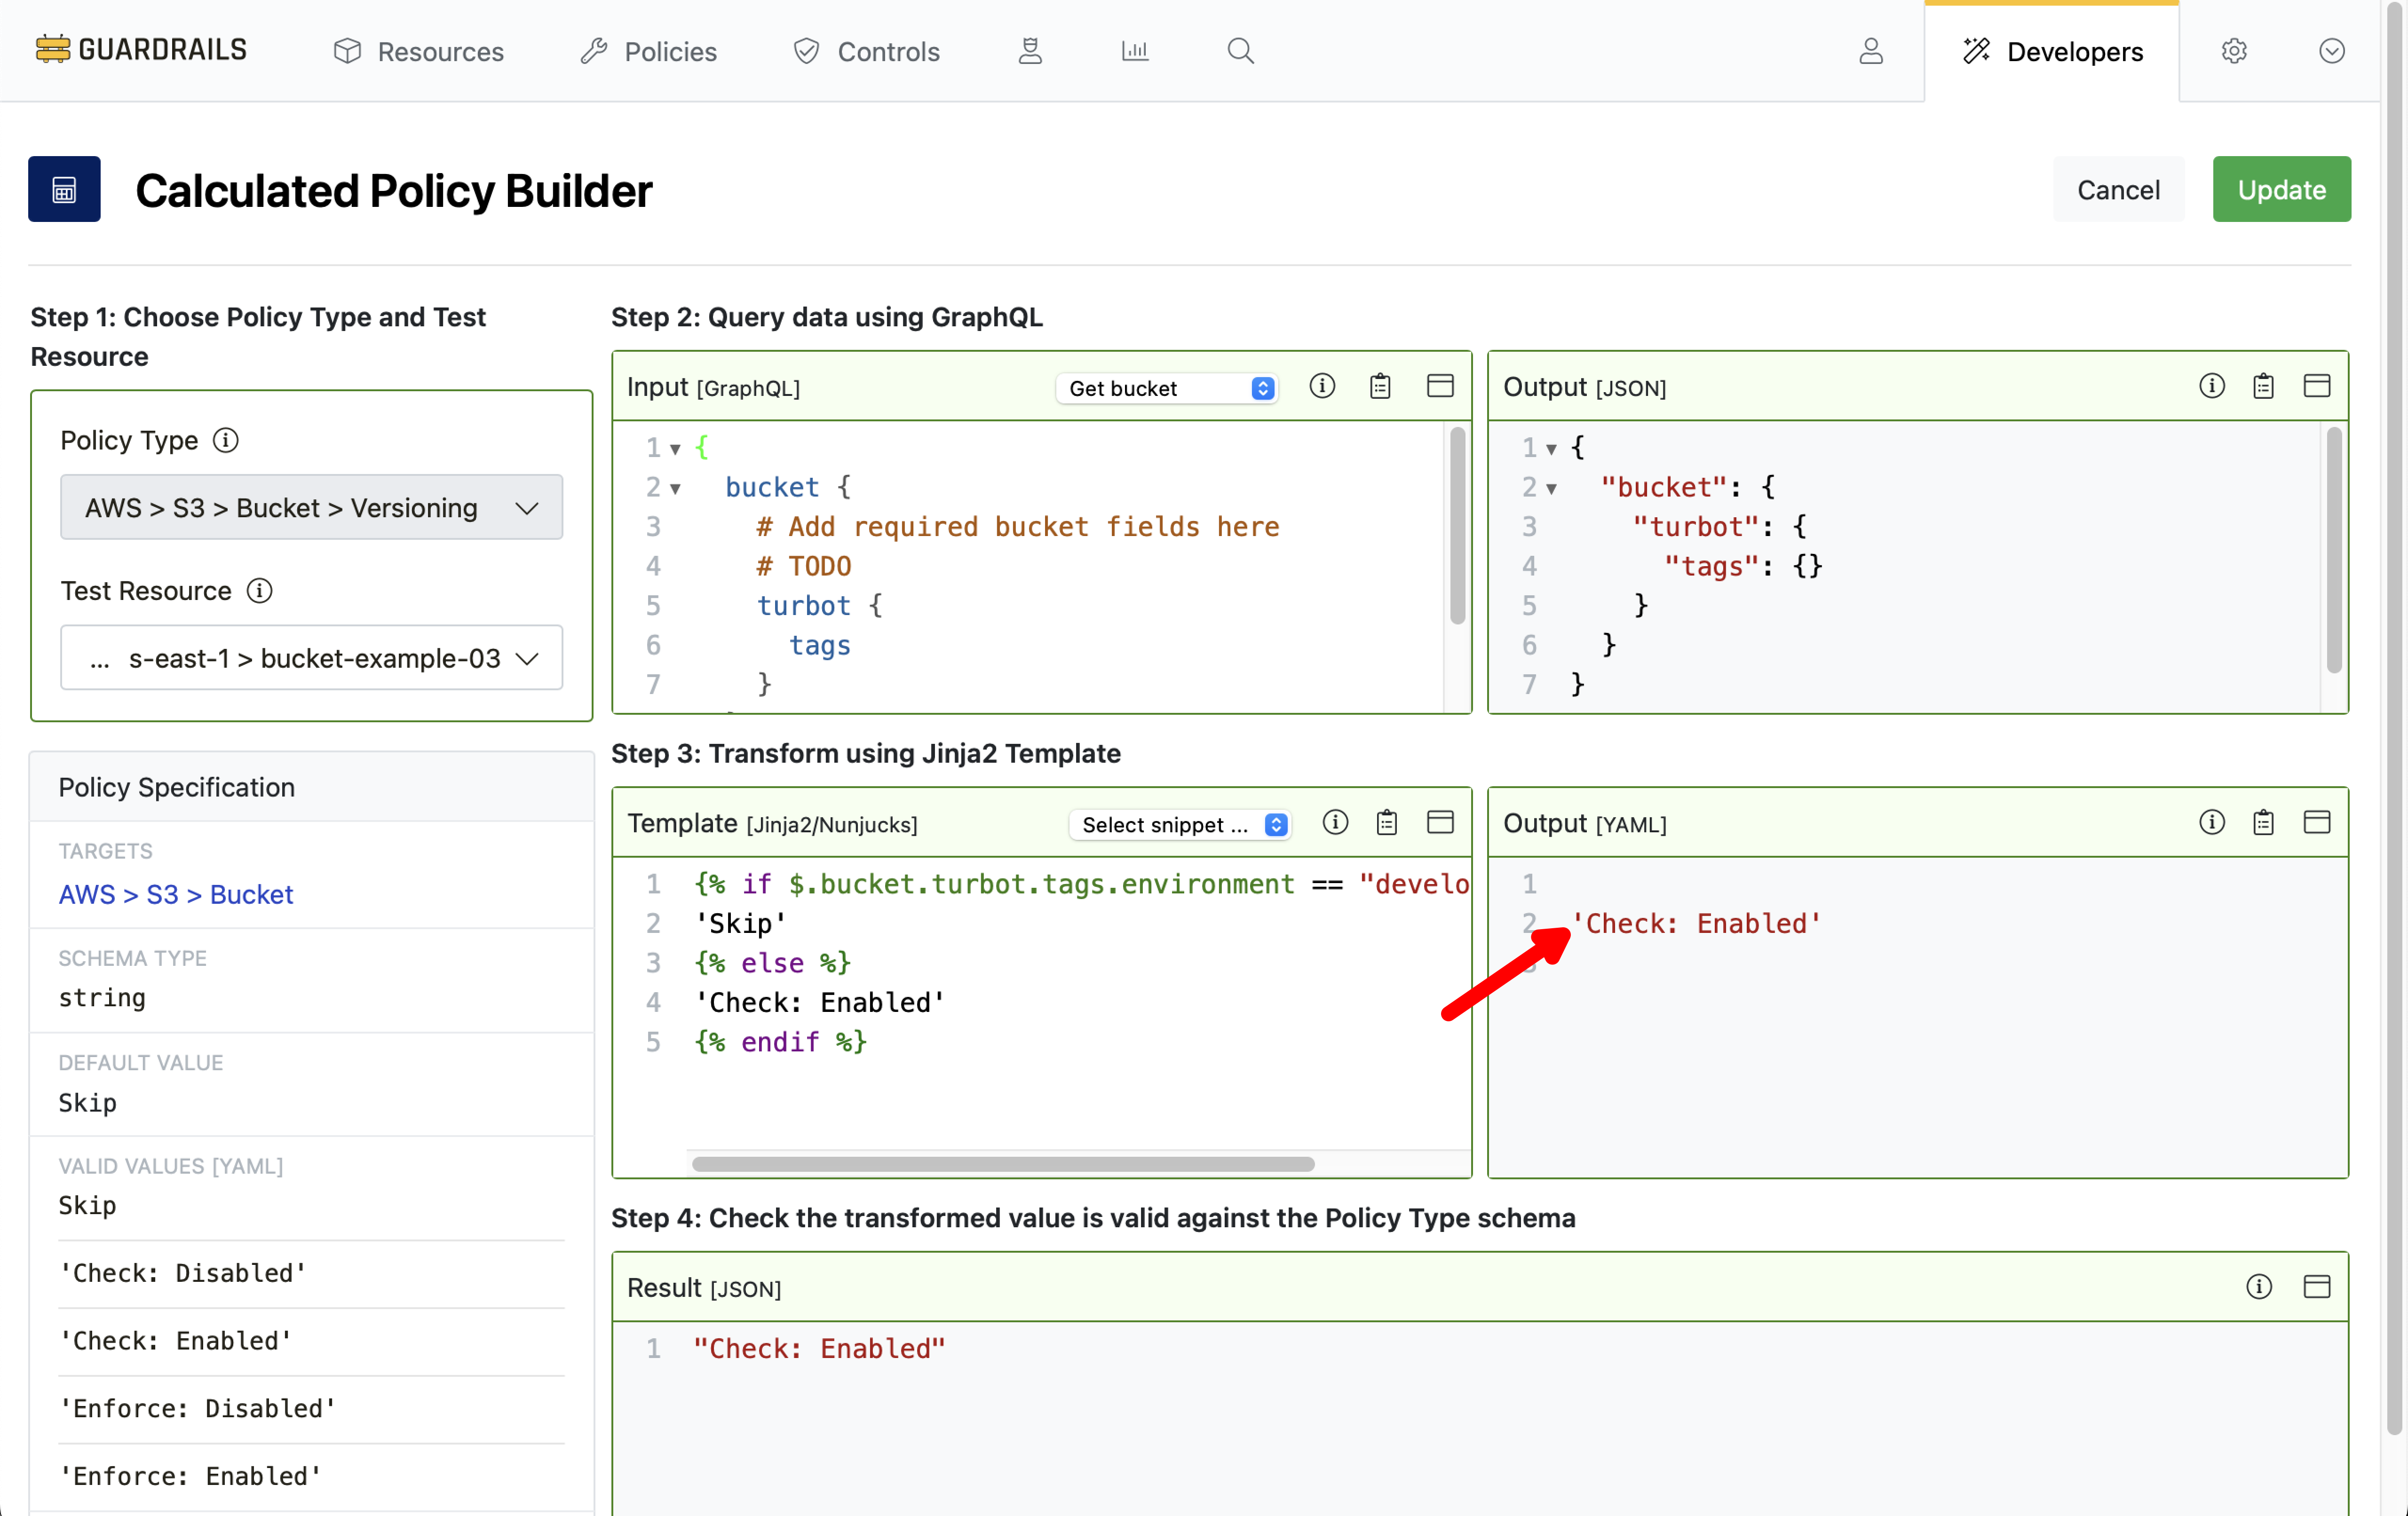 GUARDRAILS
Resources
Policies
Controls
Developers
Calculated Policy Builder
Cancel
Update
Step 1: Choose Policy Type and Test
Resource
Policy Type
AWS > S3 > Bucket > Versioning
Test Resource
... s-east-1 > bucket-example-03
Policy Specification
TARGETS
AWS > S3 > Bucket
SCHEMA TYPE
string
DEFAULT VALUE
Skip
VALID VALUES [YAML]
Skip
'Check: Disabled'
'Check: Enabled'
'Enforce: Disabled'
'Enforce: Enabled'
Step 2: Query data using GraphQL
Input [GraphQL]
Get bucket
1 {
2 bucket {
3 # Add required bucket fields here
4 # TODO
5 turbot {
6 tags
7 }
Output [JSON]
1 {
2 "bucket": {
3 "turbot": {
4 "tags": {}
5 }
6 }
7 }
Step 3: Transform using Jinja2 Template
Template [Jinja2/Nunjucks]
Select snippet ...
1 {% if $.bucket.turbot.tags.environment == "develo
2 'Skip'
3 {% else %}
4 'Check: Enabled'
5 {% endif %}
Output [YAML]
1
2 'Check: Enabled'
3
Step 4: Check the transformed value is valid against the Policy Type schema
Result [JSON]
1 "Check: Enabled"